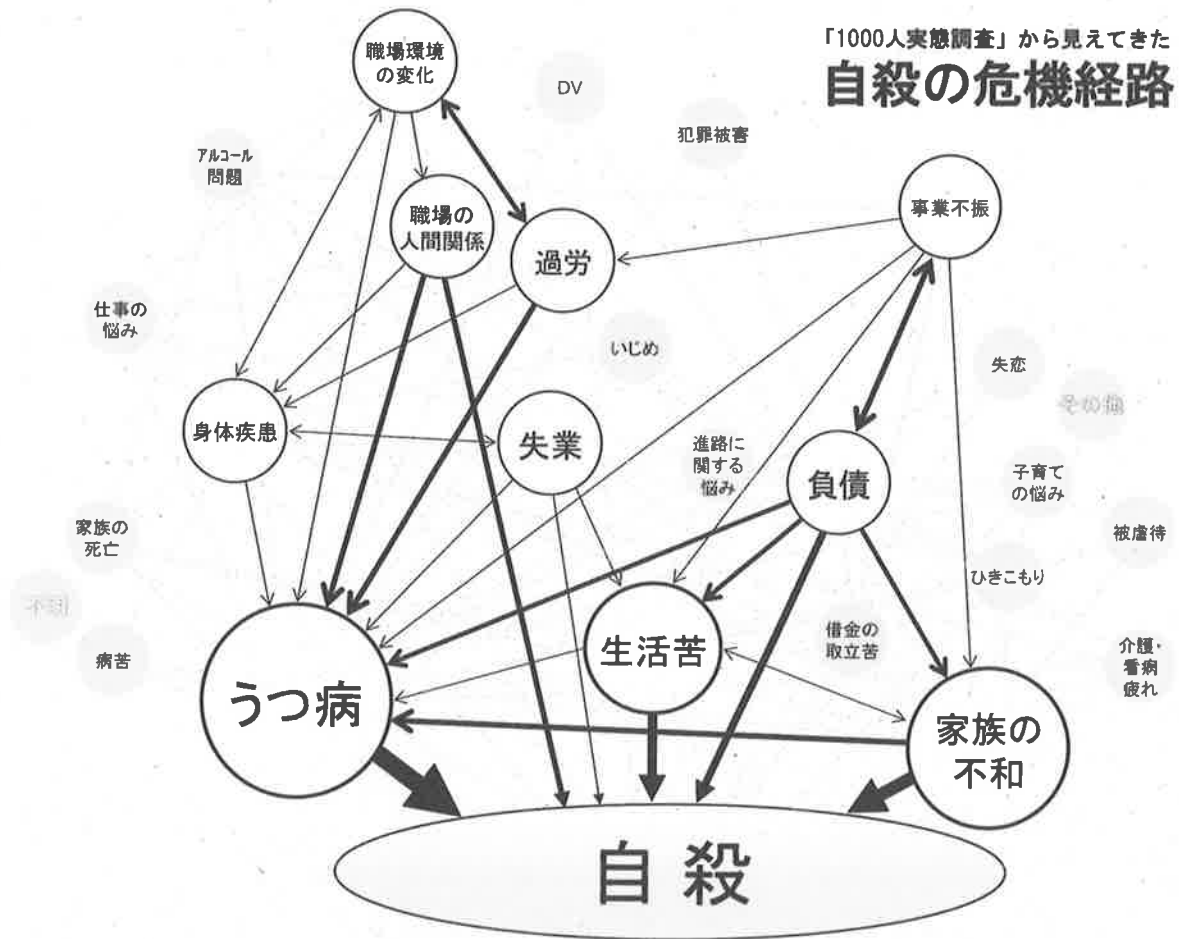 「1000人実態調査」から見えてきた
自殺の危機経路
職場環境
の変化
DV
犯罪被害
アルコール
問題
職場の
人間関係
過労
事業不振
仕事の
悩み
いじめ
失恋
その他
身体疾患
失業
進路に
関する
悩み
負債
子育て
の悩み
家族の
死亡
被虐待
ひきこもり
不明
病苦
生活苦
借金の
取立苦
介護・
看病
疲れ
うつ病
家族の
不和
自殺